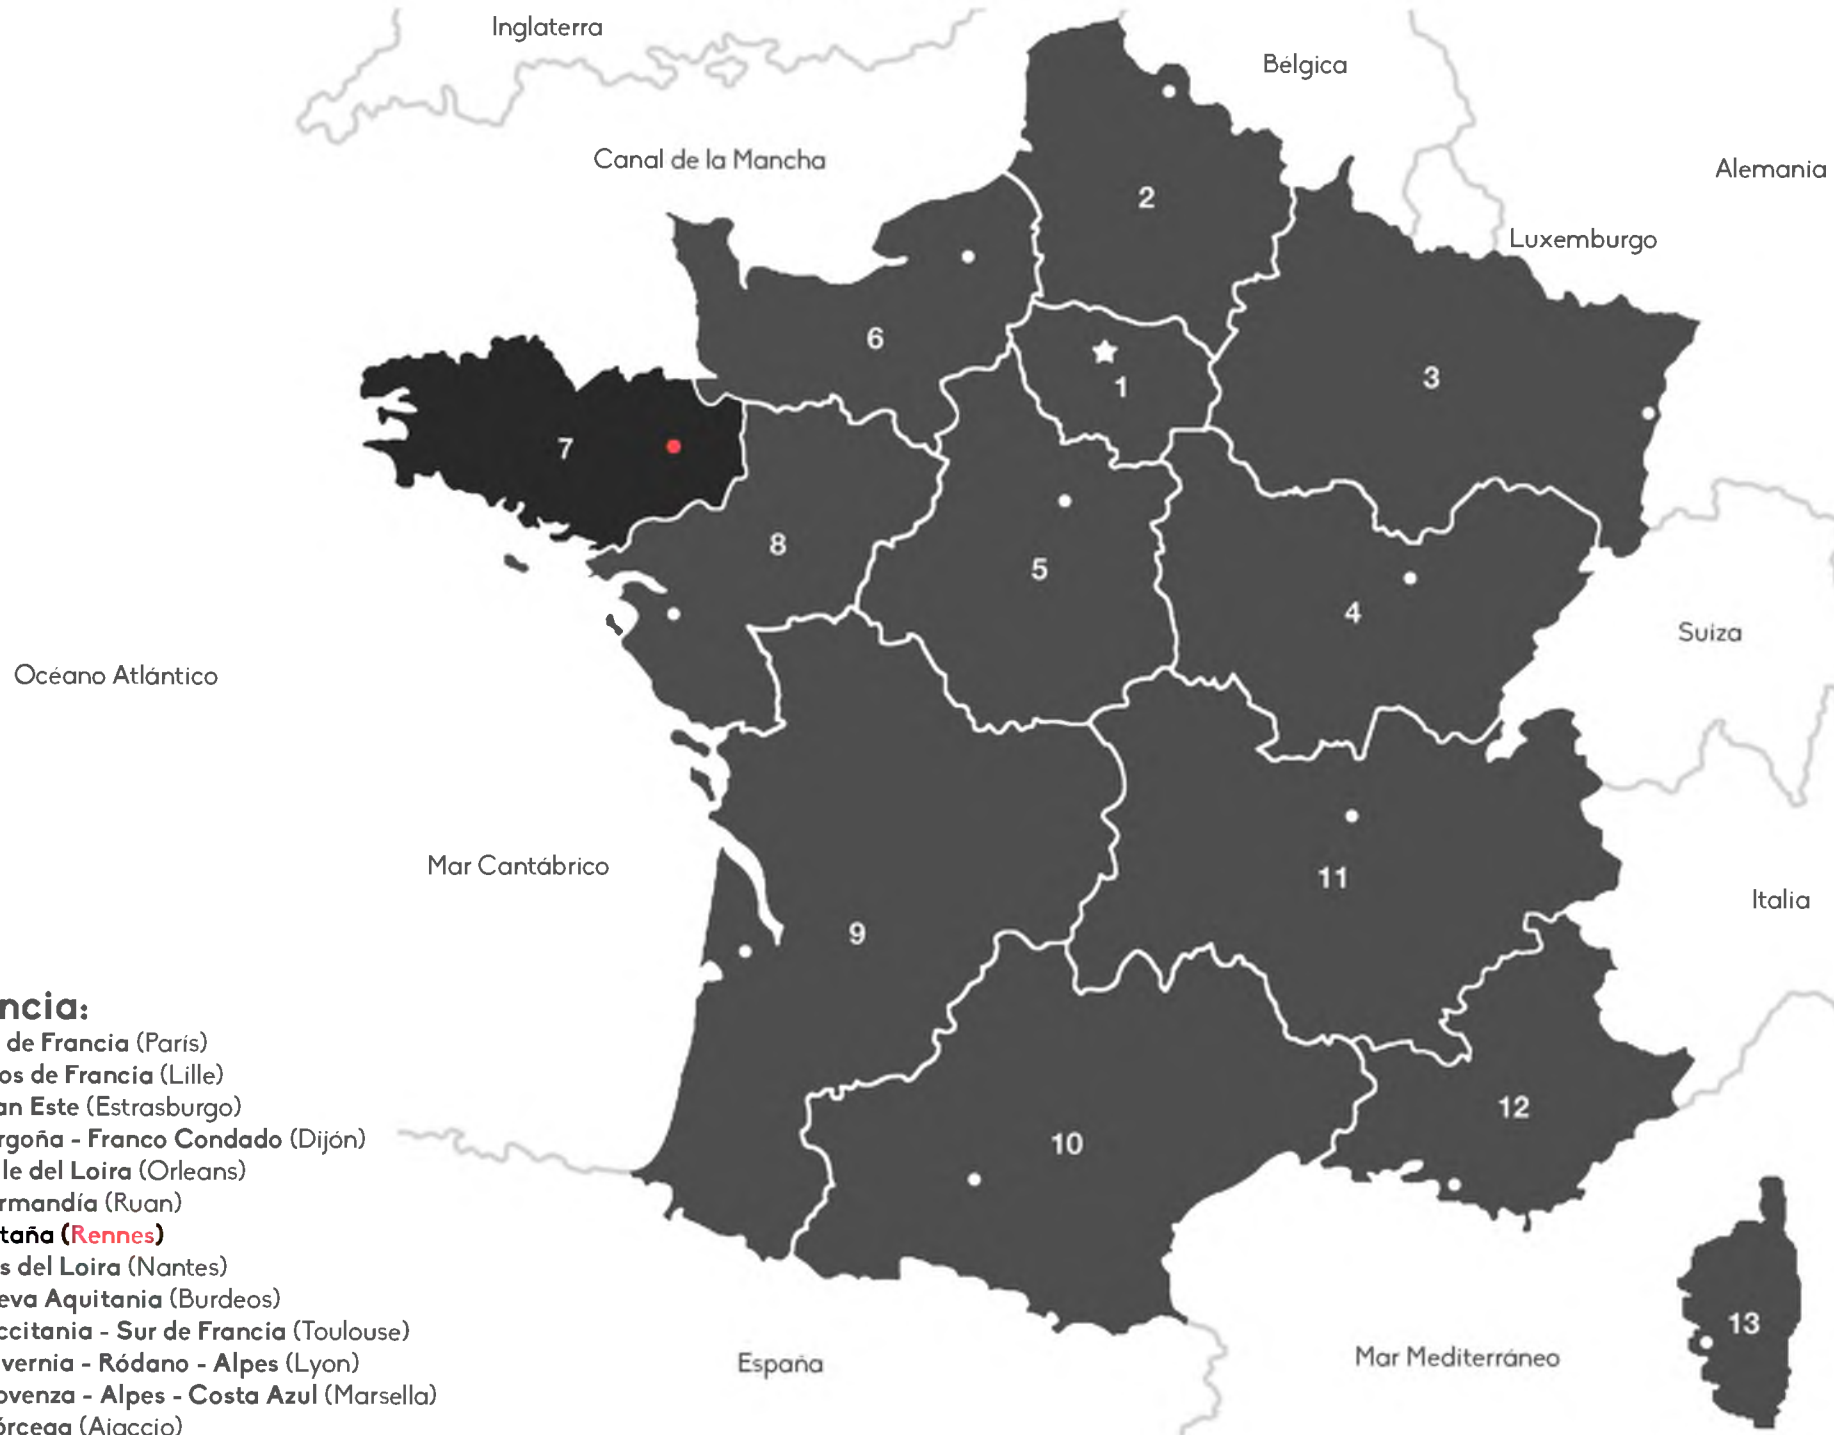 Inglaterra
Bélgica
Canal de la Mancha
Alemania
2
Luxemburgo
6
3
1
7
8
5
4
Suiza
Océano Atlántico
Mar Cantábrico
11
Italia
9
12
10
13
España
Mar Mediterráneo
ncia:
de Francia (París)
os de Francia (Lille)
an Este (Estrasburgo)
rgoña - Franco Condado (Dijón)
le del Loira (Orleans)
rmandía (Ruan)
taña (Rennes)
s del Loira (Nantes)
eva Aquitania (Burdeos)
ccitania - Sur de Francia (Toulouse)
vernia - Ródano - Alpes (Lyon)
ovenza - Alpes - Costa Azul (Marsella)
órcega (Ajaccio)